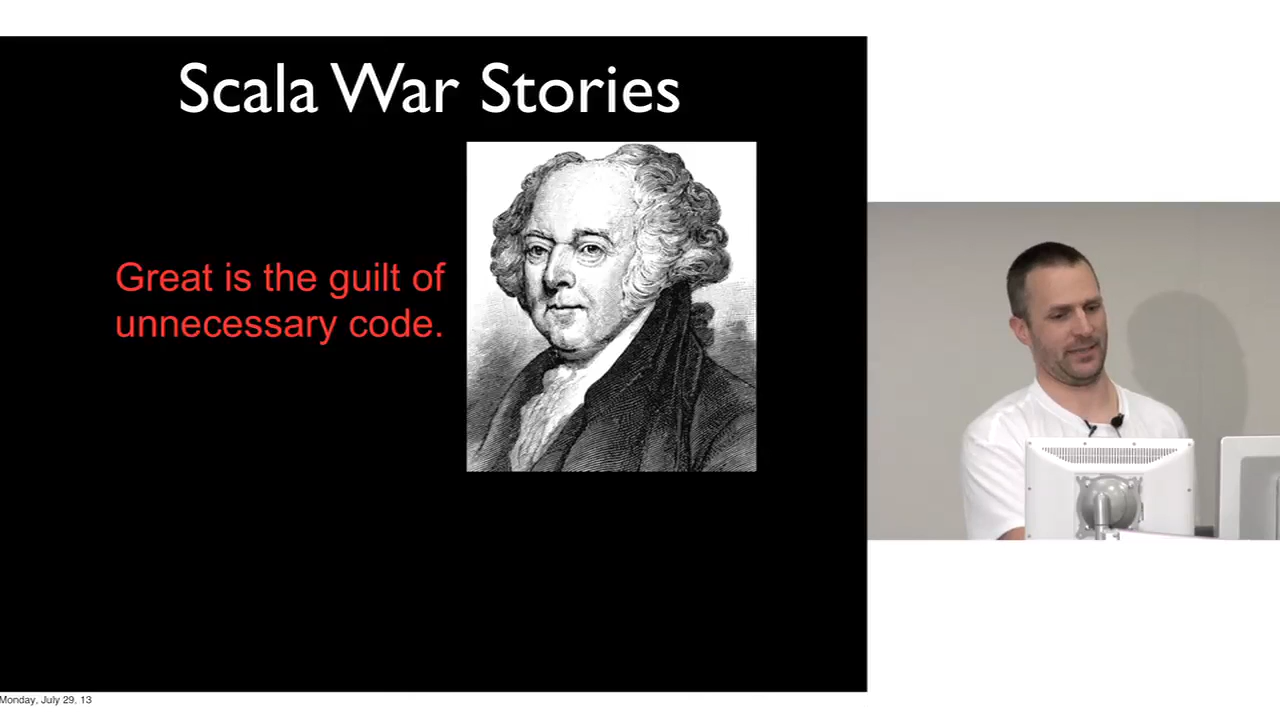 Scala War Stories
Great is the guilt of
unnecessary code.
Monday, July 29, 13